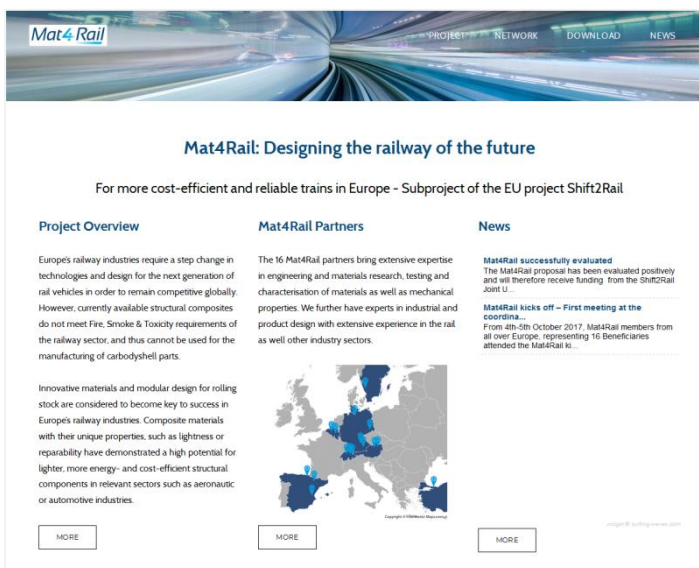 Mat4Rail
PROJECT NETWORK DOWNLOAD NEWS
Mat4Rail: Designing the railway of the future
For more cost-efficient and reliable trains in Europe - Subproject of the EU project Shift2Rail
Project Overview
Europe's railway industries require a step change in
technologies and design for the next generation of
rail vehicles in order to remain competitive globally.
However, currently available structural composites
do not meet Fire, Smoke & Toxicity requirements of
the railway sector, and thus cannot be used for the
manufacturing of carbodyshell parts.
Innovative materials and modular design for rolling
stock are considered to become key to success in
Europe's railway industries. Composite materials
with their unique properties, such as lightness or
reparability have demonstrated a high potential for
lighter, more energy- and cost-efficient structural
components in relevant sectors such as aeronautic
or automotive industries.
MORE
Mat4Rail Partners
The 16 Mat4Rail partners bring extensive expertise
in engineering and materials research, testing and
characterisation of materials as well as mechanical
properties. We further have experts in industrial and
product design with extensive experience in the rail
as well other industry sectors.
MORE
News
Mat4Rail successfully evaluated
The Mat4Rail proposal has been evaluated positively
and will therefore receive funding from the Shift2Rail
Joint U...
Mat4Rail kicks off – First meeting at the
coordina...
From 4th-5th October 2017, Mat4Rail members from
all over Europe, representing 16 Beneficiaries
attended the Mat4Rail ki...
MORE